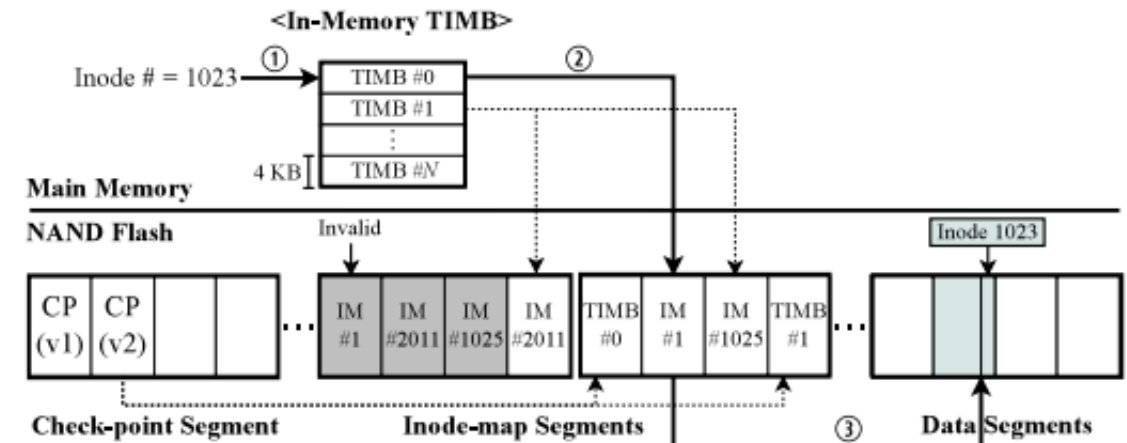 <In-Memory TIMB>
①
②
Inode # = 1023
TIMB #0
TIMB #1
⋮
4 KB
TIMB #N
Main Memory
NAND Flash
Invalid
Inode 1023
CP
(v1)
CP
(v2)
...
IM
#1
IM
#2011
IM
#1025
IM
#2011
TIMB
#0
IM
#1
IM
#1025
TIMB
#1
...
Check-point Segment
Inode-map Segments
③
Data Segments